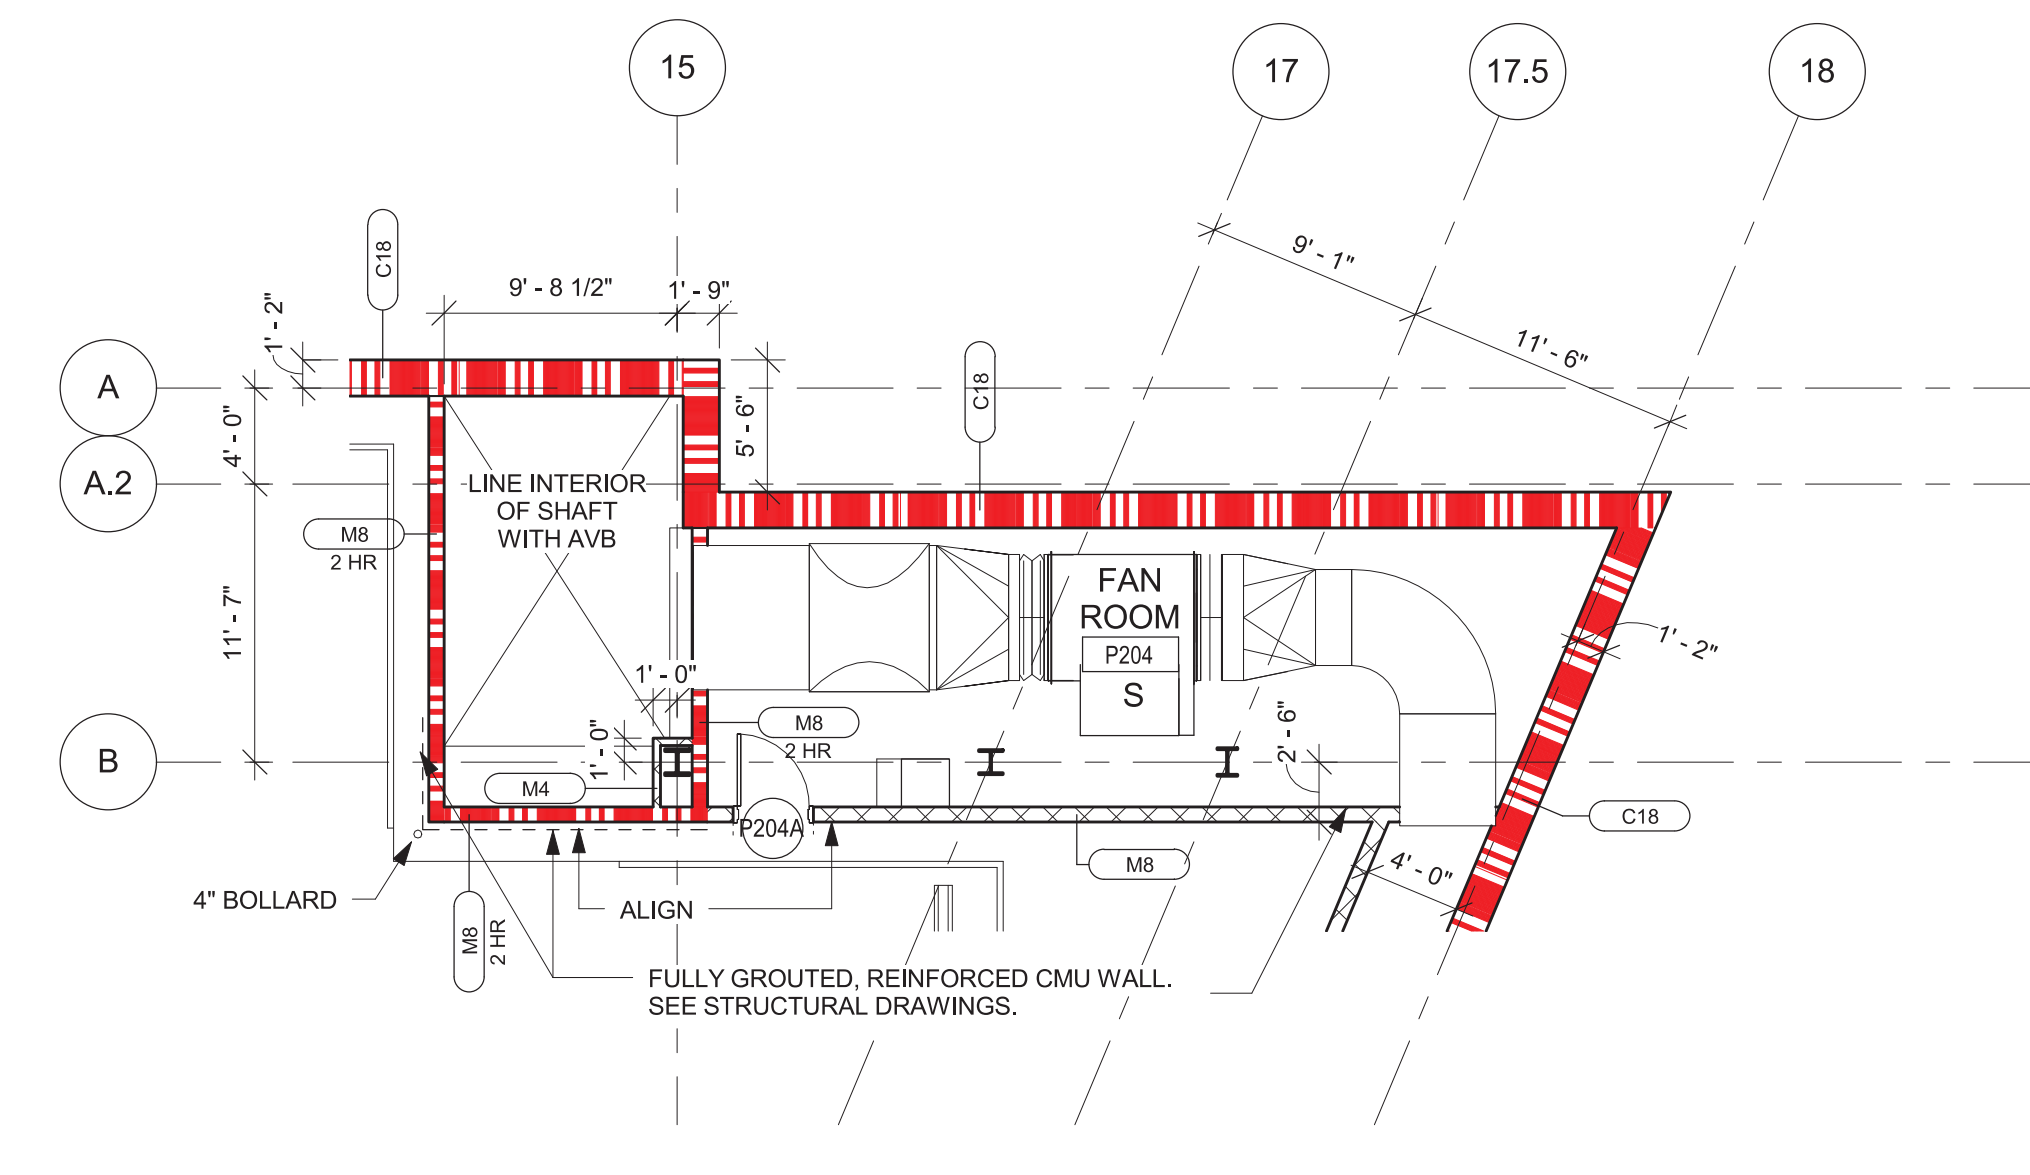 15
17
17.5
18
C18
9' - 1"
9' - 8 1/2"
1' - 9"
1' - 2"
11' - 6"
A
C18
4' - 0"
5' - 6"
A.2
LINE INTERIOR
OF SHAFT
WITH AVB
M8
2 HR
FAN
ROOM
P204
S
11' - 7"
1' - 2"
1' - 0"
M8
2 HR
1' - 0"
2' - 6"
B
M4
C18
P204A
M8
4' - 0"
4" BOLLARD
ALIGN
M8
2 HR
FULLY GROUTED, REINFORCED CMU WALL.
SEE STRUCTURAL DRAWINGS.